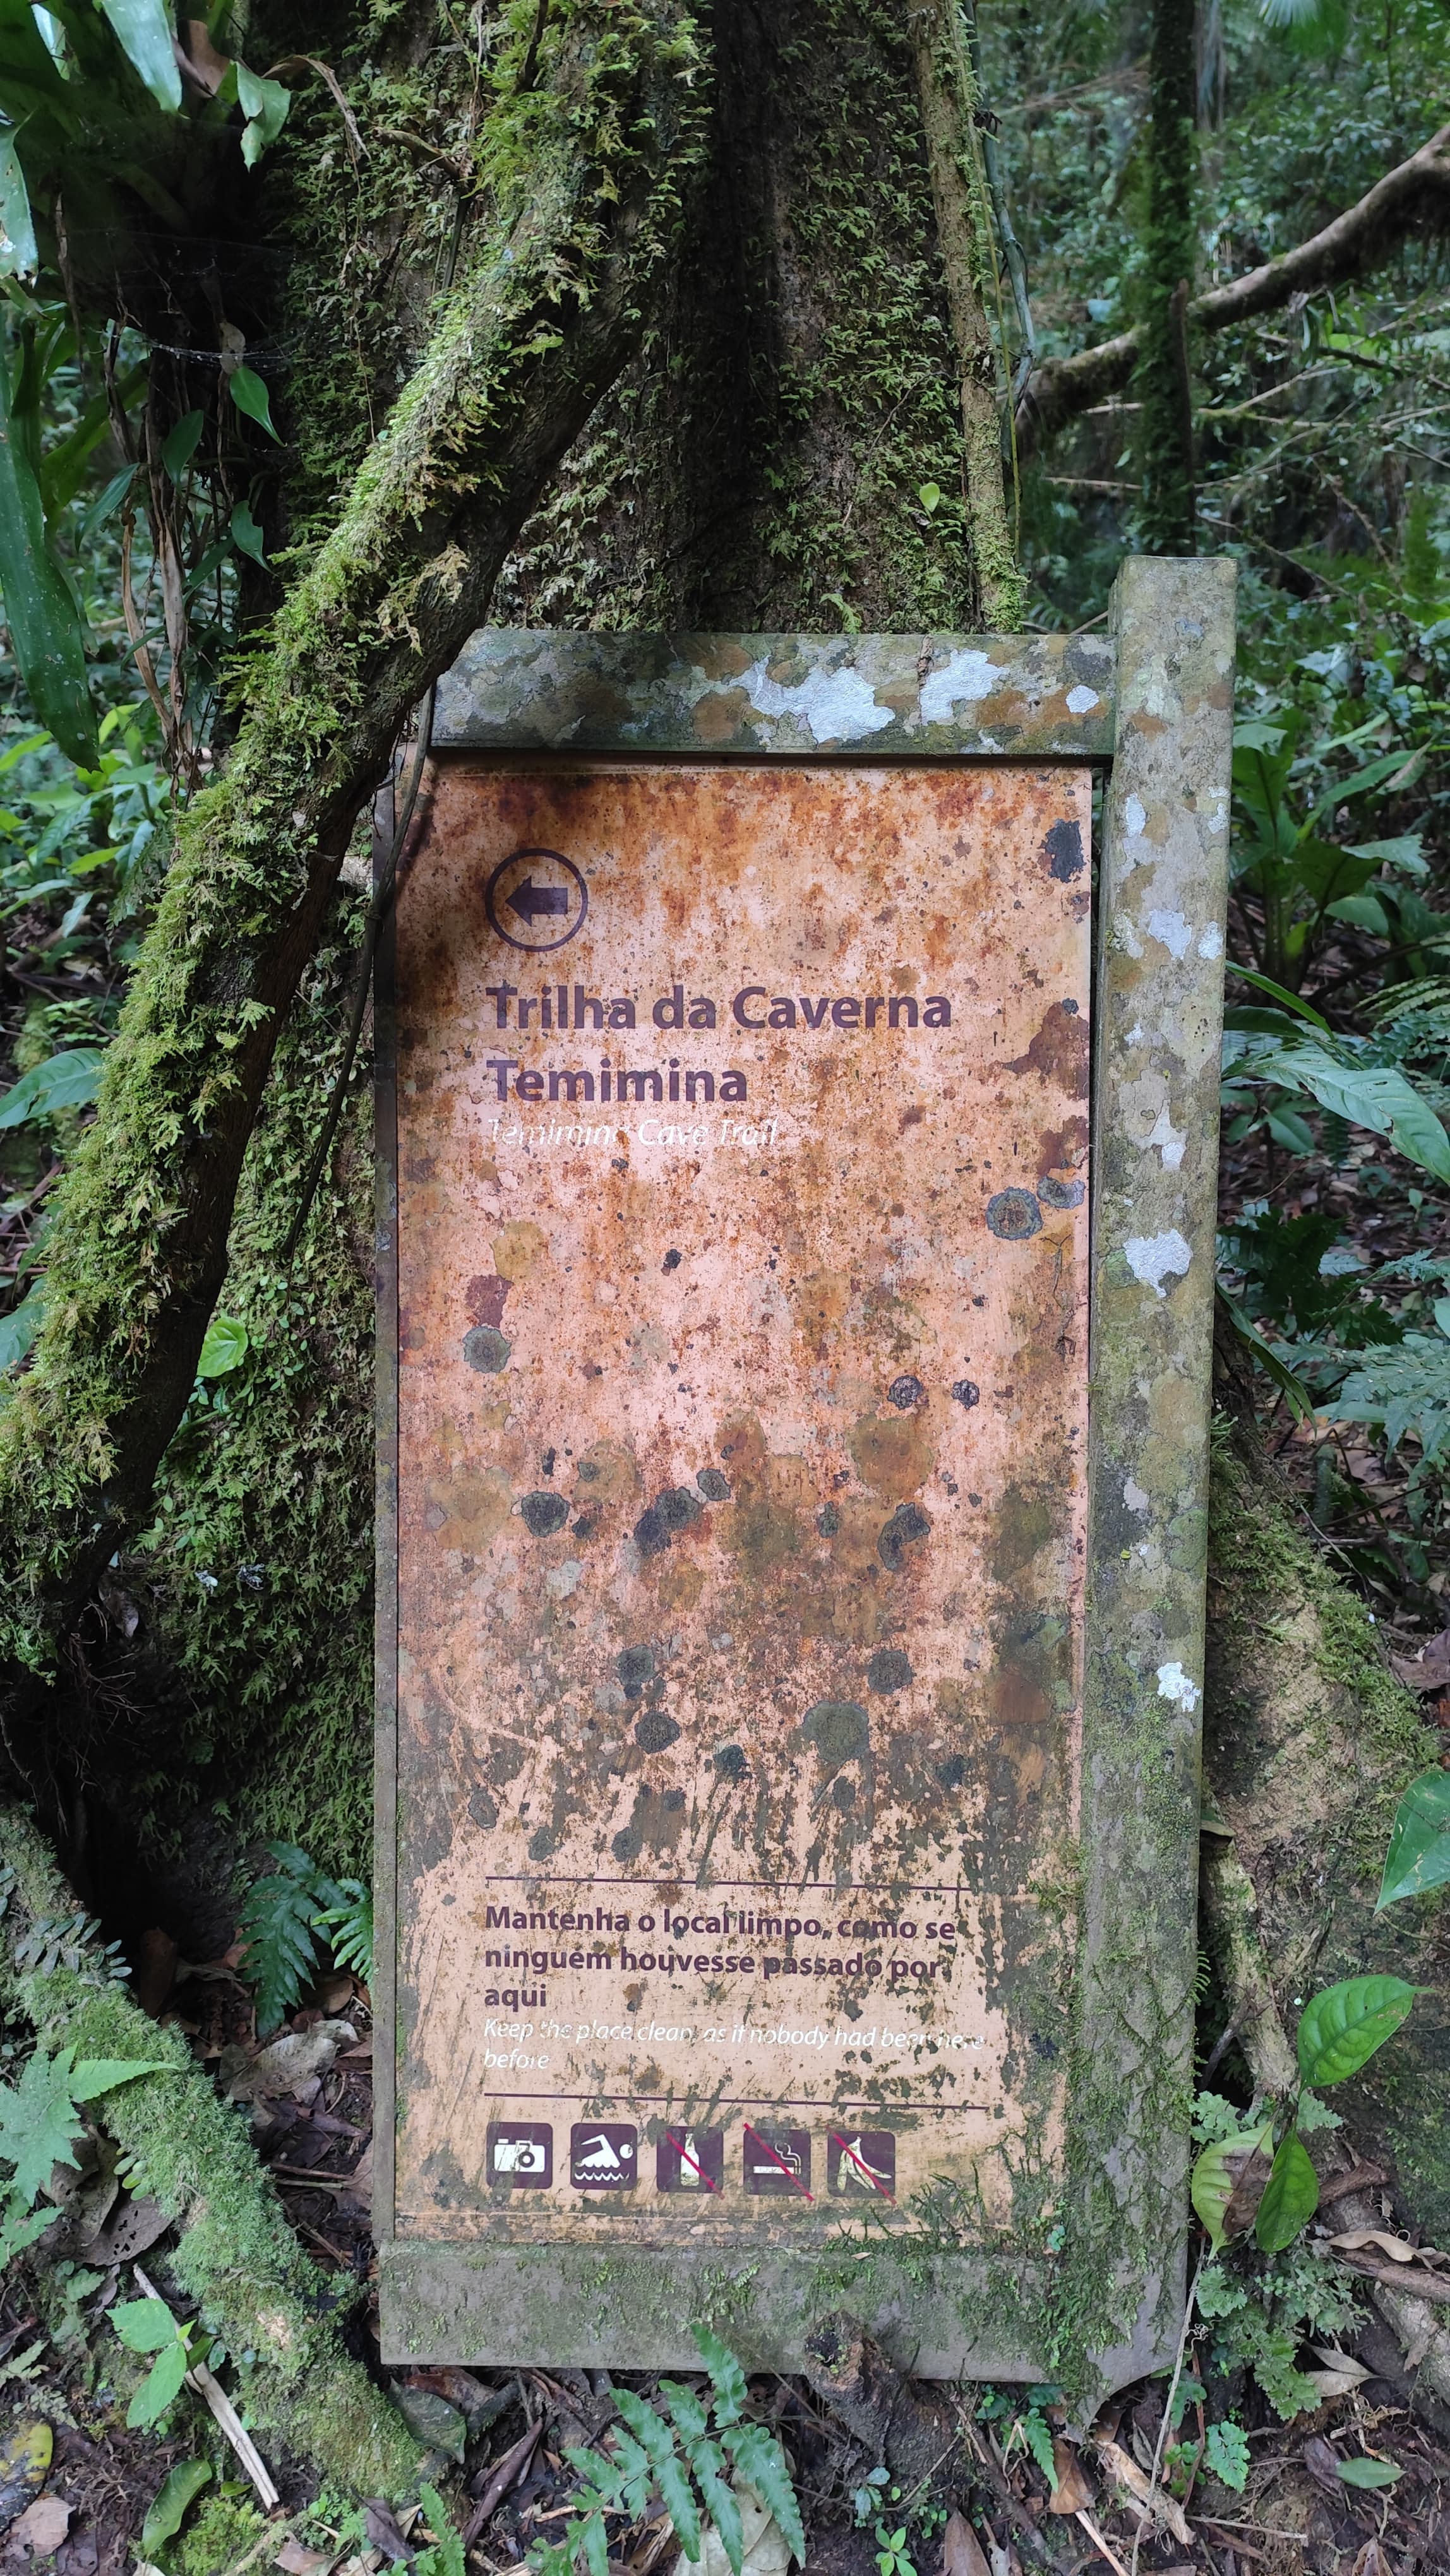 Trilha da Caverna
Temimina
Temimina Cave Trail
Mantenha o local limpo, como se
ninguém houvesse passado por
aqui
Keep the place clean, as if nobody had been here
before